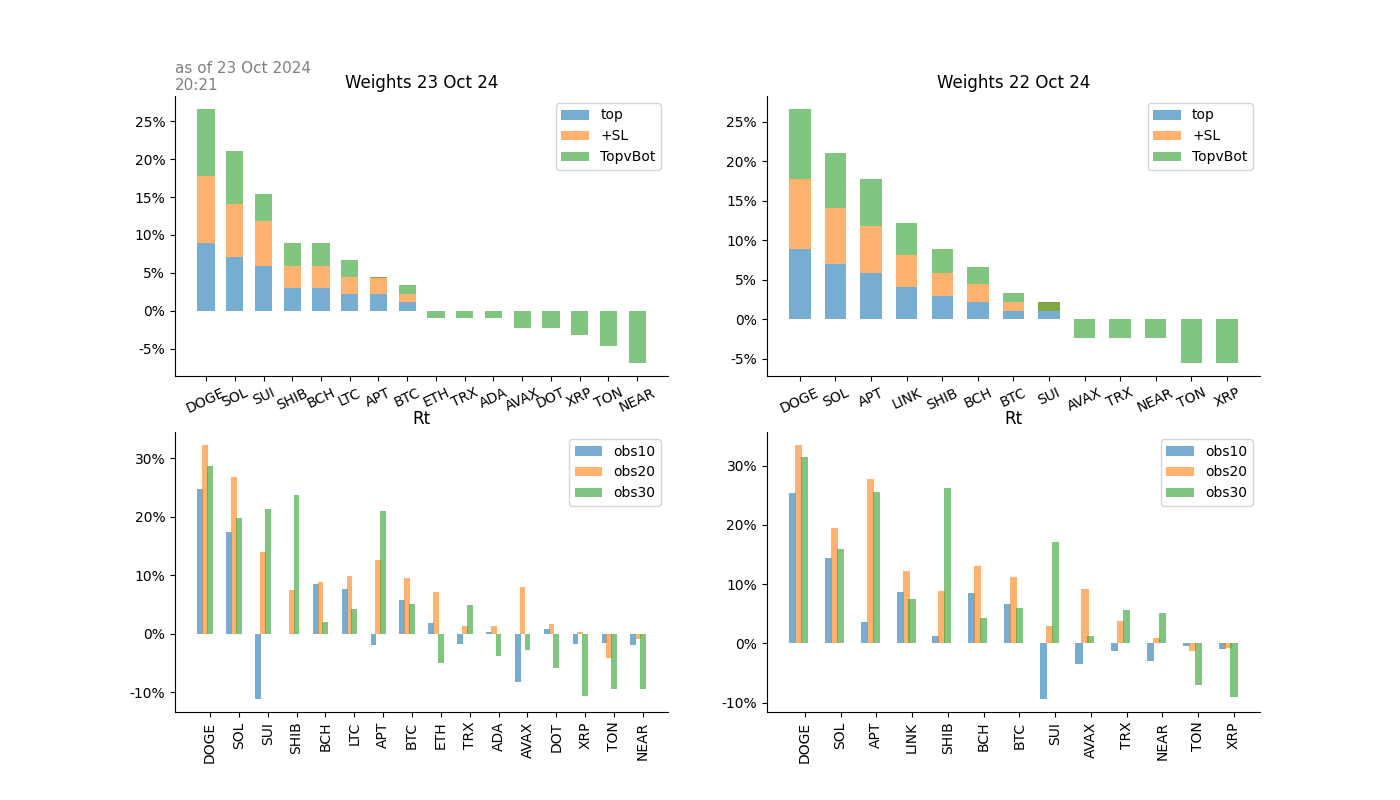 as of 23 Oct 2024
20:21
Weights 23 Oct 24
25%
20%
15%
10%
5%
0%
-5%
top
+SL
TopvBot
DOGE SOL SUI SHIB BCH LTC APT BTC ETH TRX ADA AVAX DOT XRP TON NEAR
Weights 22 Oct 24
25%
20%
15%
10%
5%
0%
-5%
top
+SL
TopvBot
DOGE SOL APT LINK SHIB BCH BTC SUI AVAX TRX NEAR TON XRP
Rt
30%
20%
10%
0%
-10%
obs10
obs20
obs30
DOGE SOL SUI SHIB BCH LTC APT BTC ETH TRX ADA AVAX DOT XRP TON NEAR
Rt
30%
20%
10%
0%
-10%
obs10
obs20
obs30
DOGE SOL APT LINK SHIB BCH BTC SUI AVAX TRX NEAR TON XRP